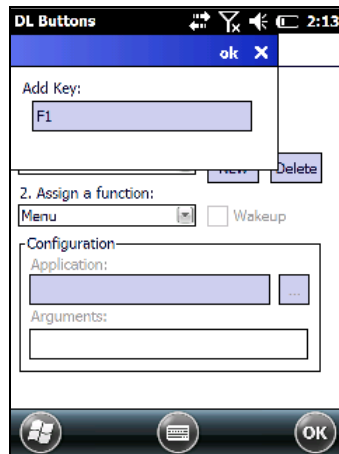 DL Buttons 2:13
ok X
Add Key:
F1
New Delete
2. Assign a function:
Menu Wakeup
Configuration
Application:
...
Arguments:
OK